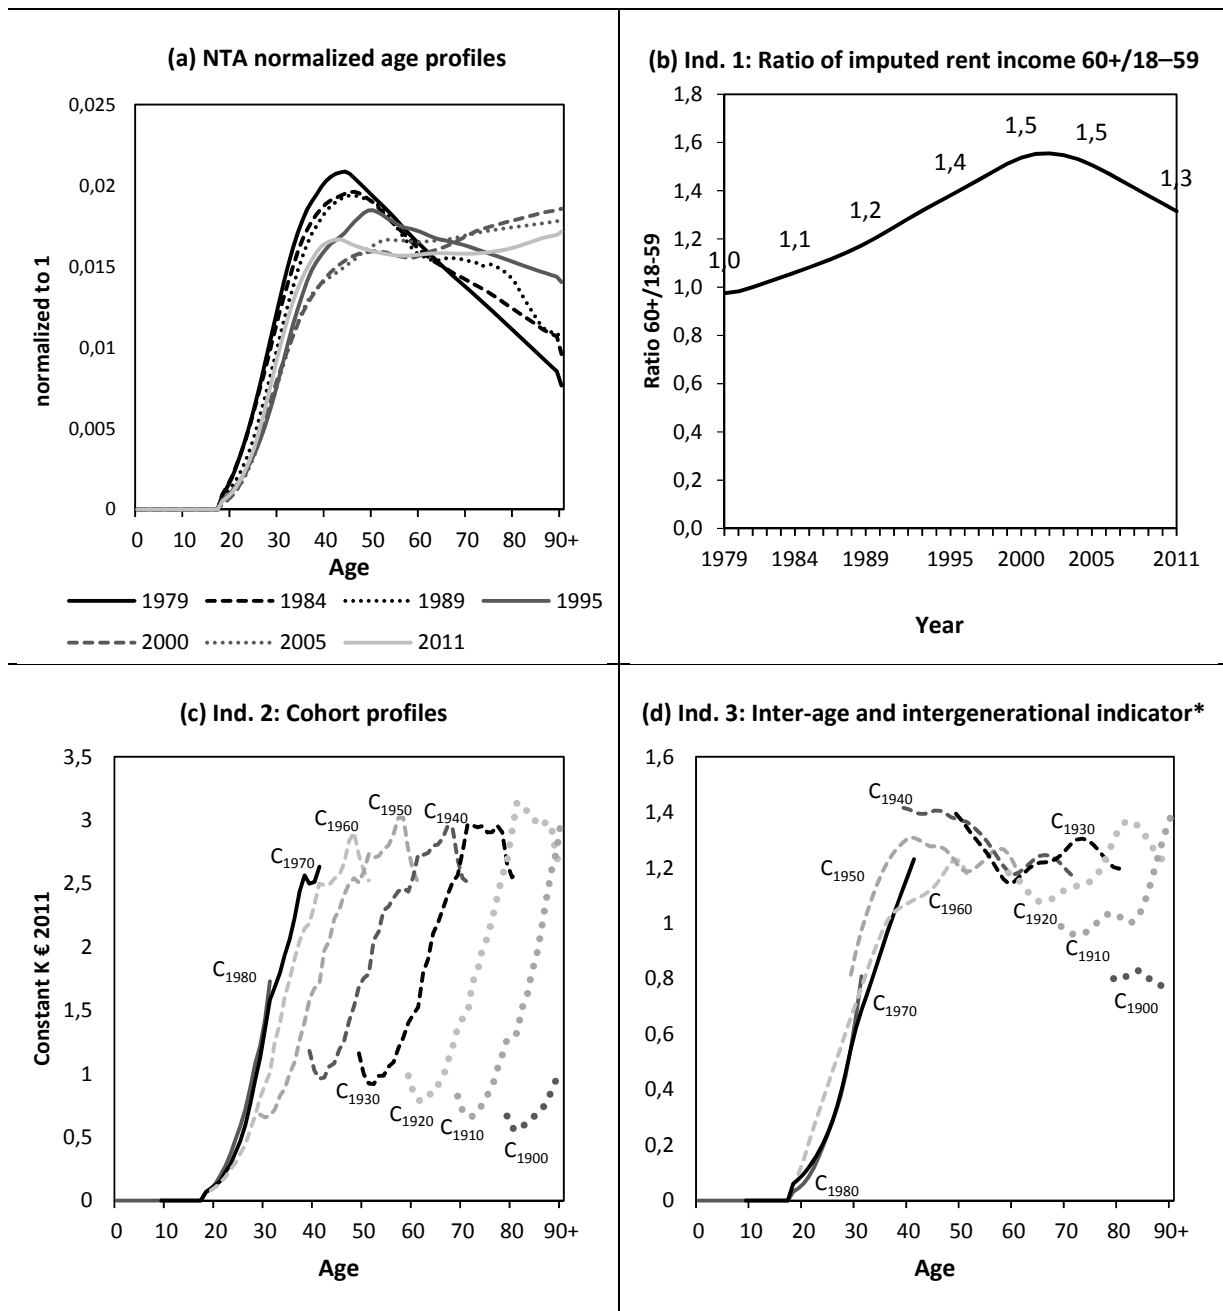 (a) NTA normalized age profiles
0,025
0,02
0,015
0,01
0,005
0
normalized to 1
0 10 20 30 40 50 60 70 80 90+
Age
1979 1984 1989 1995
2000 2005 2011
(b) Ind. 1: Ratio of imputed rent income 60+/18–59
1,8
1,6
1,4
1,2
1,0
0,8
0,6
0,4
0,2
0,0
Ratio 60+/18-59
1,0
1,1
1,2
1,4
1,5
1,5
1,3
1979 1984 1989 1995 2000 2005 2011
Year
(c) Ind. 2: Cohort profiles
3,5
3
2,5
2
1,5
1
0,5
0
Constant K € 2011
C1980
C1970
C1960
C1950
C1940
C1930
C1920
C1910
C1900
0 10 20 30 40 50 60 70 80 90+
Age
(d) Ind. 3: Inter-age and intergenerational indicator*
1,6
1,4
1,2
1
0,8
0,6
0,4
0,2
0
C1940
C1930
C1950
C1960
C1920
C1910
C1970
C1900
C1980
0 10 20 30 40 50 60 70 80 90+
Age